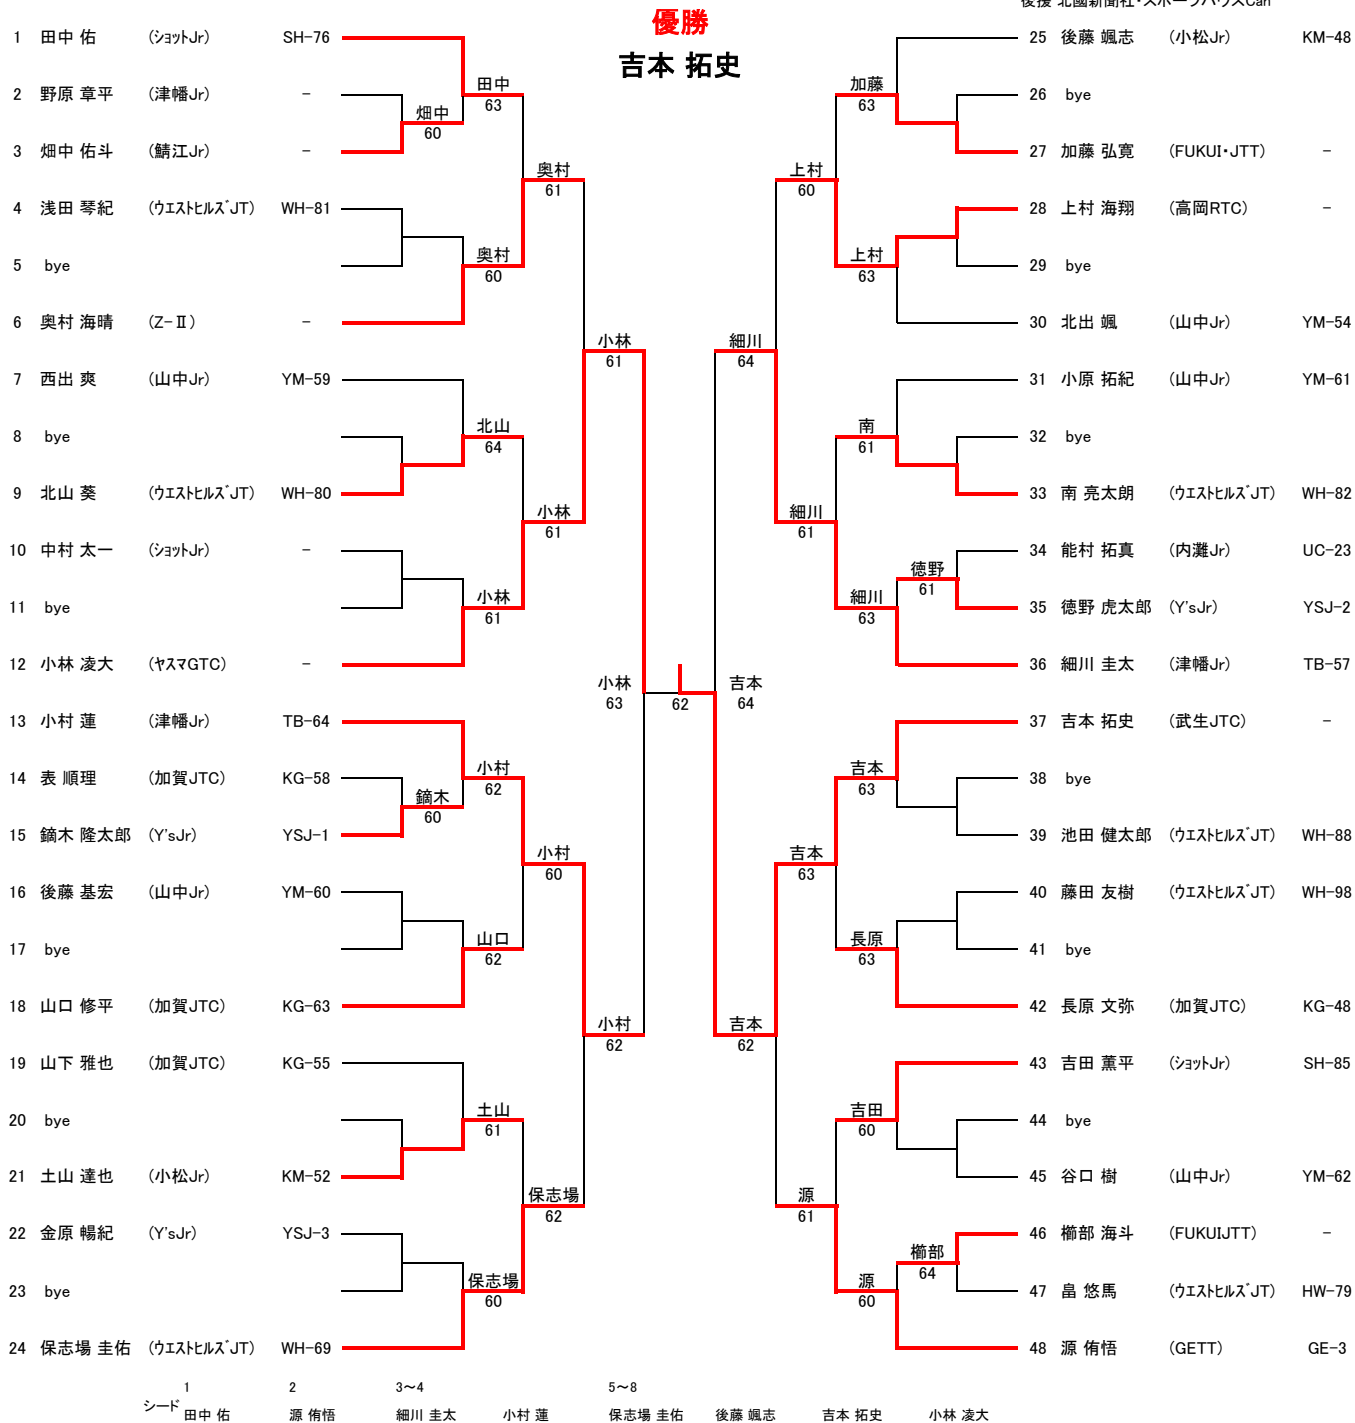 後援 北國新聞社・スポーツハウスCan
優勝
吉本 拓史
1 田中 佑 (ショットJr) SH-76
2 野原 章平 (津幡Jr) -
3 畑中 佑斗 (鯖江Jr) -
4 浅田 琴紀 (ウエストヒルズJT) WH-81
5 bye
6 奥村 海晴 (Z-Ⅱ) -
7 西出 爽 (山中Jr) YM-59
8 bye
9 北山 葵 (ウエストヒルズJT) WH-80
10 中村 太一 (ショットJr) -
11 bye
12 小林 凌大 (ヤスマGTC) -
13 小村 蓮 (津幡Jr) TB-64
14 表 順理 (加賀JTC) KG-58
15 鏑木 隆太郎 (Y'sJr) YSJ-1
16 後藤 基宏 (山中Jr) YM-60
17 bye
18 山口 修平 (加賀JTC) KG-63
19 山下 雅也 (加賀JTC) KG-55
20 bye
21 土山 達也 (小松Jr) KM-52
22 金原 暢紀 (Y'sJr) YSJ-3
23 bye
24 保志場 圭佑 (ウエストヒルズJT) WH-69
畑中
60
鏑木
60
田中
63
奥村
60
北山
64
小林
61
小村
62
山口
62
土山
61
保志場
60
奥村
61
小林
61
小村
60
保志場
62
小林
61
小村
62
小林
63
62
吉本
64
細川
64
吉本
62
上村
60
細川
61
吉本
63
源
61
加藤
63
上村
63
南
61
細川
63
吉本
63
長原
63
吉田
60
源
60
徳野
61
櫛部
64
25 後藤 颯志 (小松Jr) KM-48
26 bye
27 加藤 弘寛 (FUKUI・JTT) -
28 上村 海翔 (高岡RTC) -
29 bye
30 北出 颯 (山中Jr) YM-54
31 小原 拓紀 (山中Jr) YM-61
32 bye
33 南 亮太朗 (ウエストヒルズJT) WH-82
34 能村 拓真 (内灘Jr) UC-23
35 徳野 虎太郎 (Y'sJr) YSJ-2
36 細川 圭太 (津幡Jr) TB-57
37 吉本 拓史 (武生JTC) -
38 bye
39 池田 健太郎 (ウエストヒルズJT) WH-88
40 藤田 友樹 (ウエストヒルズJT) WH-98
41 bye
42 長原 文弥 (加賀JTC) KG-48
43 吉田 薫平 (ショットJr) SH-85
44 bye
45 谷口 樹 (山中Jr) YM-62
46 櫛部 海斗 (FUKUIJTT) -
47 畠 悠馬 (ウエストヒルズJT) HW-79
48 源 侑悟 (GETT) GE-3
1 2 3～4 5～8
シード 田中 佑 源 侑悟 細川 圭太 小村 蓮 保志場 圭佑 後藤 颯志 吉本 拓史 小林 凌大